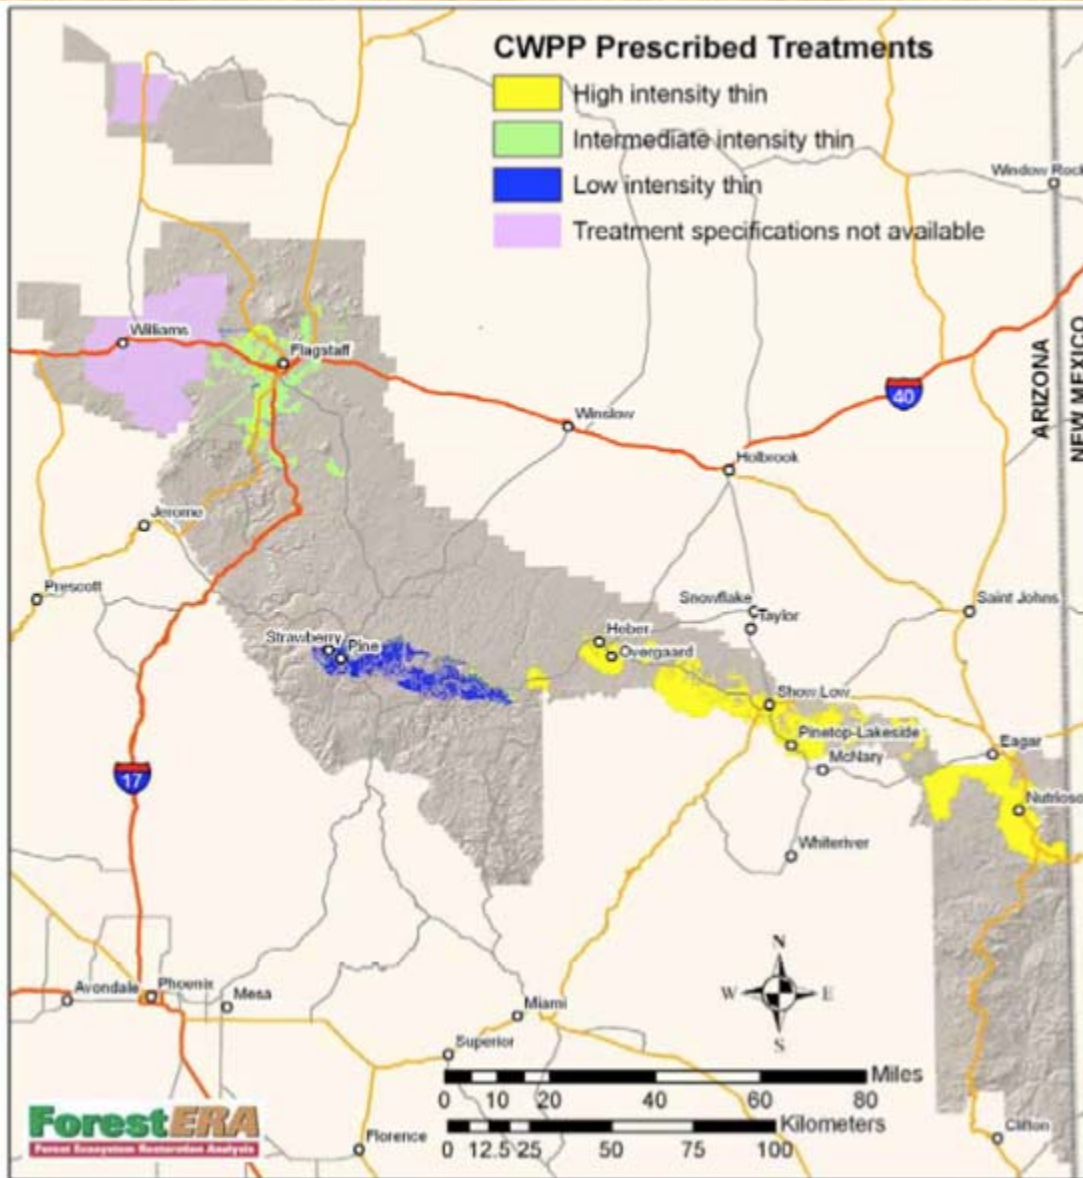 CWPP Prescribed Treatments
High intensity thin
Intermediate intensity thin
Low intensity thin
Treatment specifications not available
Window Rock
Williams
Flagstaff
ARIZONA
NEW MEXICO
40
Winslow
Holbrook
Jerome
Prescott
Snowflake
Taylor
Saint Johns
Strawberry
Pine
Heber
Overgaard
Show Low
Pinetop-Lakeside
McNary
Eagar
17
Nutrioso
Whiteriver
N
W E
S
Avondale
Phoenix
Mesa
Miami
Superior
Miles
0 10 20 40 60 80
Kilometers
0 12.5 25 50 75 100
ForestERA
Forest Ecosystem Restoration Analysis
Florence
Clifton